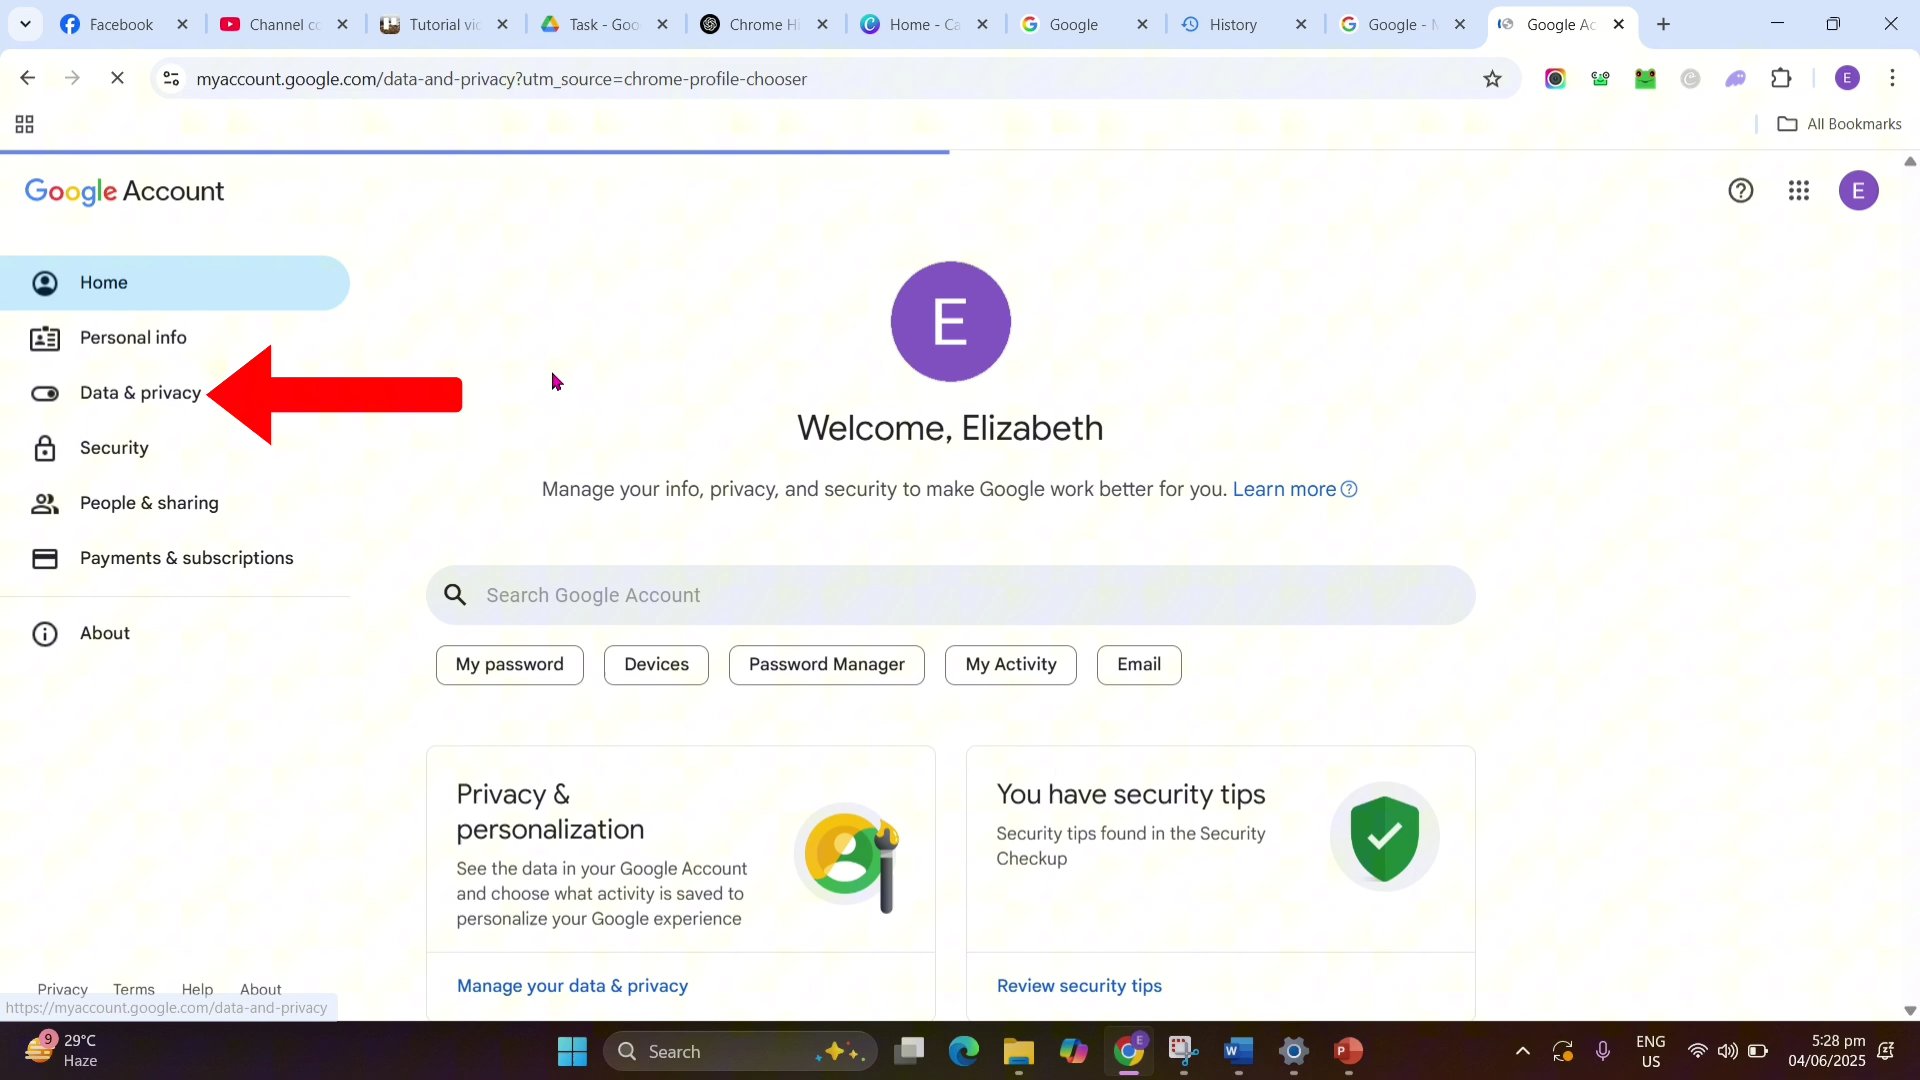 Facebook
Channel co
Tutorial vic
Task - Goo
Chrome Hi
Home - Ca
Google
History
Google - M
Google Ac
myaccount.google.com/data-and-privacy?utm_source=chrome-profile-chooser
E
All Bookmarks
Google Account
E
Home
Personal info
Data & privacy
Security
People & sharing
Payments & subscriptions
About
E
Welcome, Elizabeth
Manage your info, privacy, and security to make Google work better for you. Learn more
Search Google Account
My password
Devices
Password Manager
My Activity
Email
Privacy &
personalization
See the data in your Google Account
and choose what activity is saved to
personalize your Google experience
Manage your data & privacy
You have security tips
Security tips found in the Security
Checkup
Review security tips
Privacy
Terms
Help
About
https://myaccount.google.com/data-and-privacy
9
29°C
Haze
Search
E
W
P
ENG
US
5:28 pm
04/06/2025